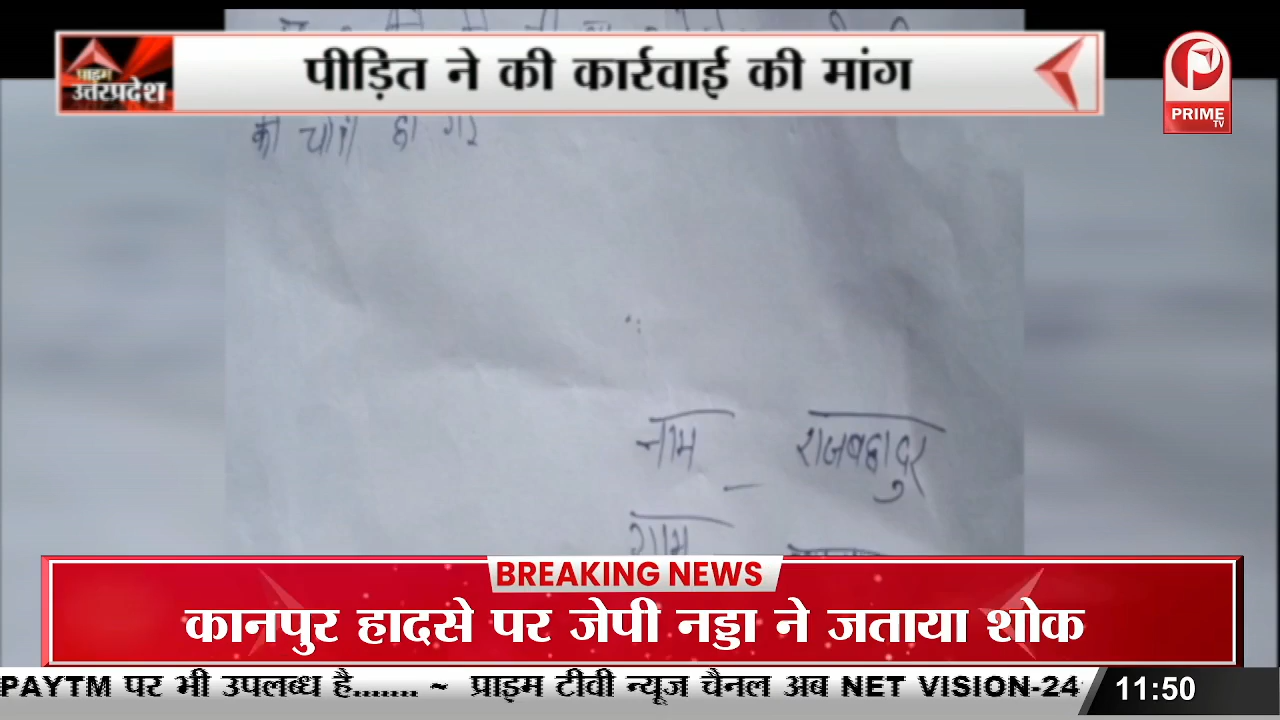 पीड़ित ने की कार्रवाई की मांग
प्राइम
उत्तरप्रदेश
PRIME
TV
की चोरी हो गई
नाम _ राजबहादुर
ग्राम
BREAKING NEWS
कानपुर हादसे पर जेपी नड्डा ने जताया शोक
PAYTM पर भी उपलब्ध है....... ~ प्राइम टीवी न्यूज चैनल अब NET VISION-24
11:50